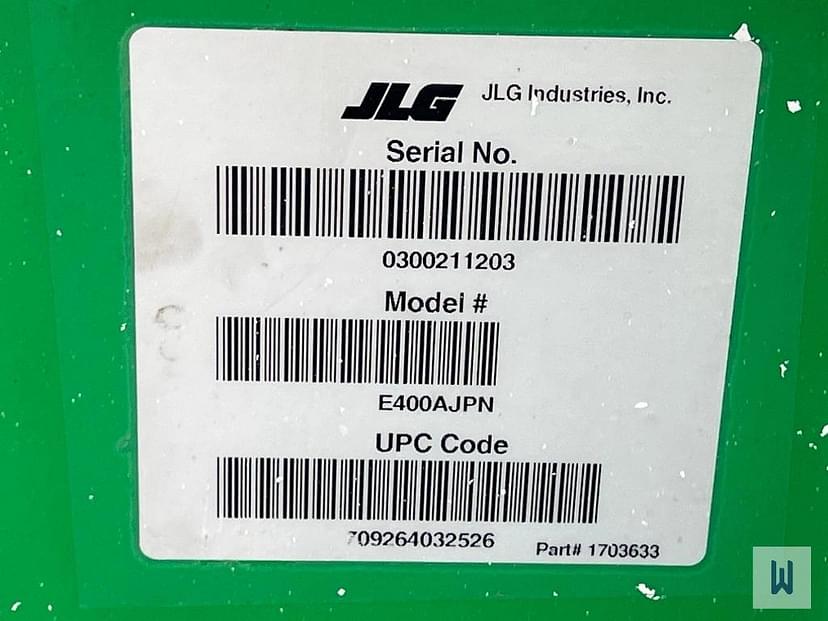 JLG JLG Industries, Inc.
Serial No.
0300211203
Model #
E400AJPN
UPC Code
709264032526
Part# 1703633
W